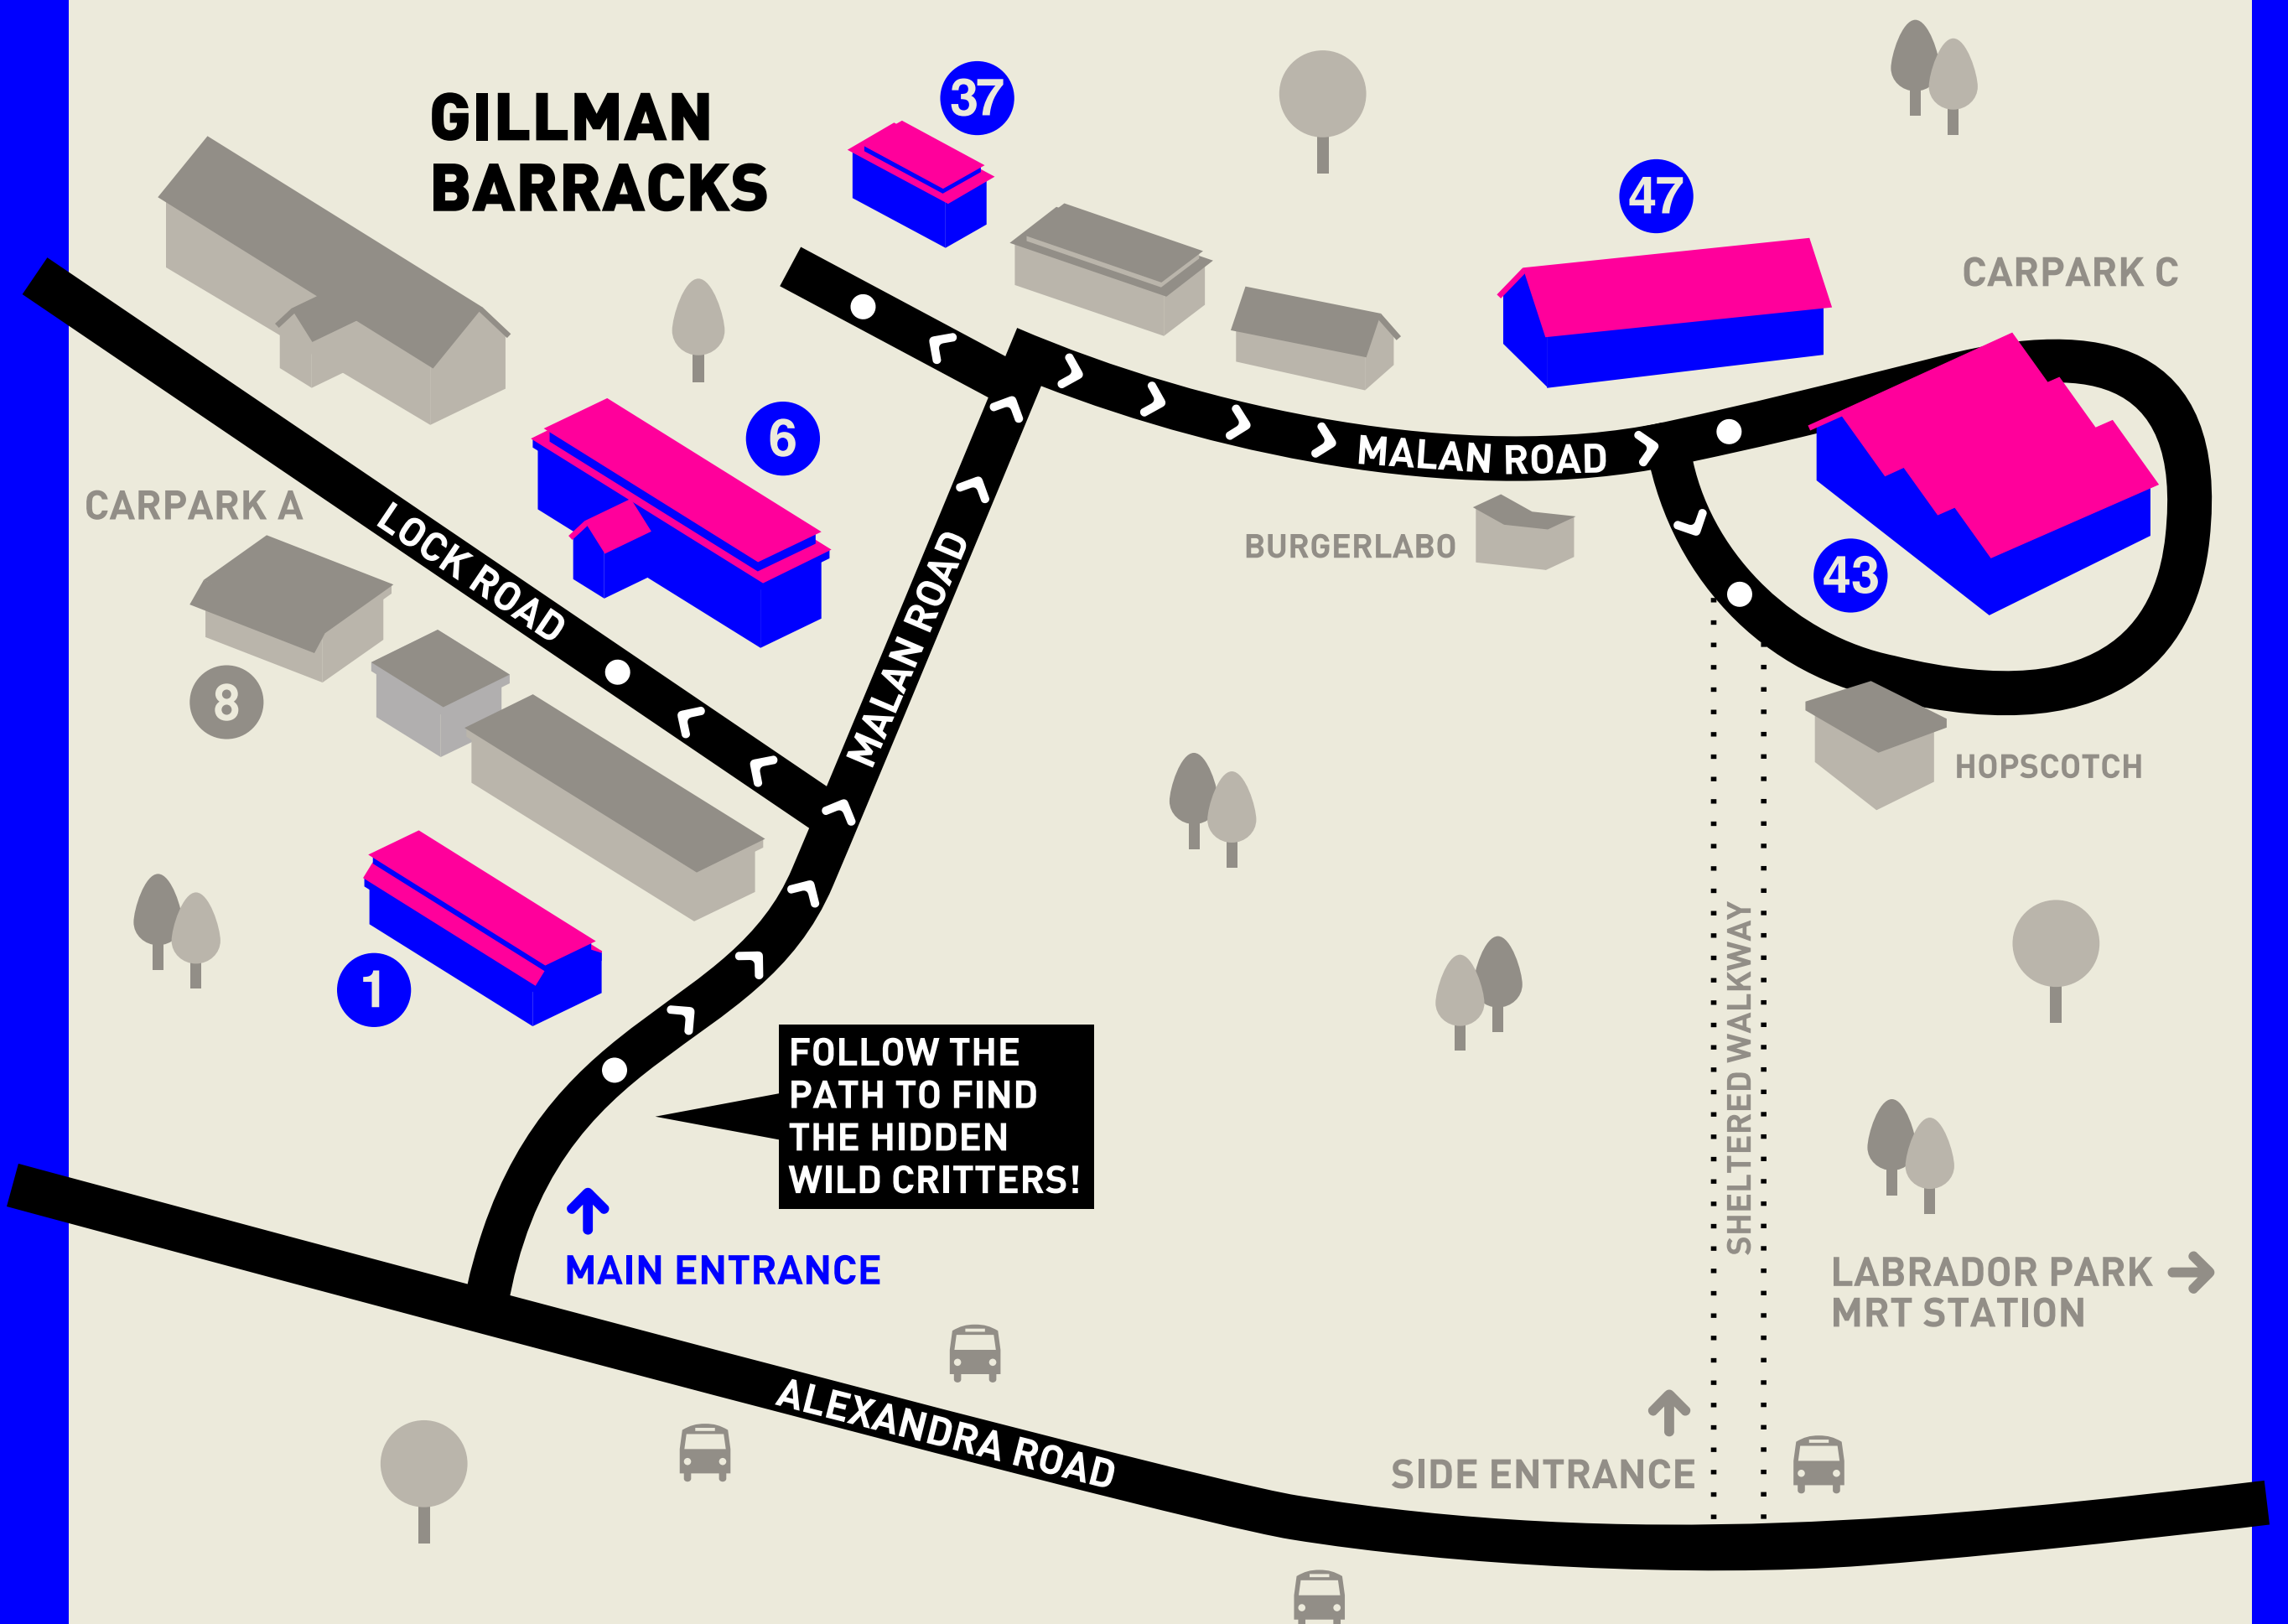 GILLMAN
BARRACKS
37
47
CARPARK C
6
MALAN ROAD
CARPARK A
LOCK ROAD
BURGERLABO
43
MALAN ROAD
8
HOPSCOTCH
1
SHELTERED WALKWAY
FOLLOW THE
PATH TO FIND
THE HIDDEN
WILD CRITTERS!
MAIN ENTRANCE
LABRADOR PARK
MRT STATION
ALEXANDRA ROAD
SIDE ENTRANCE